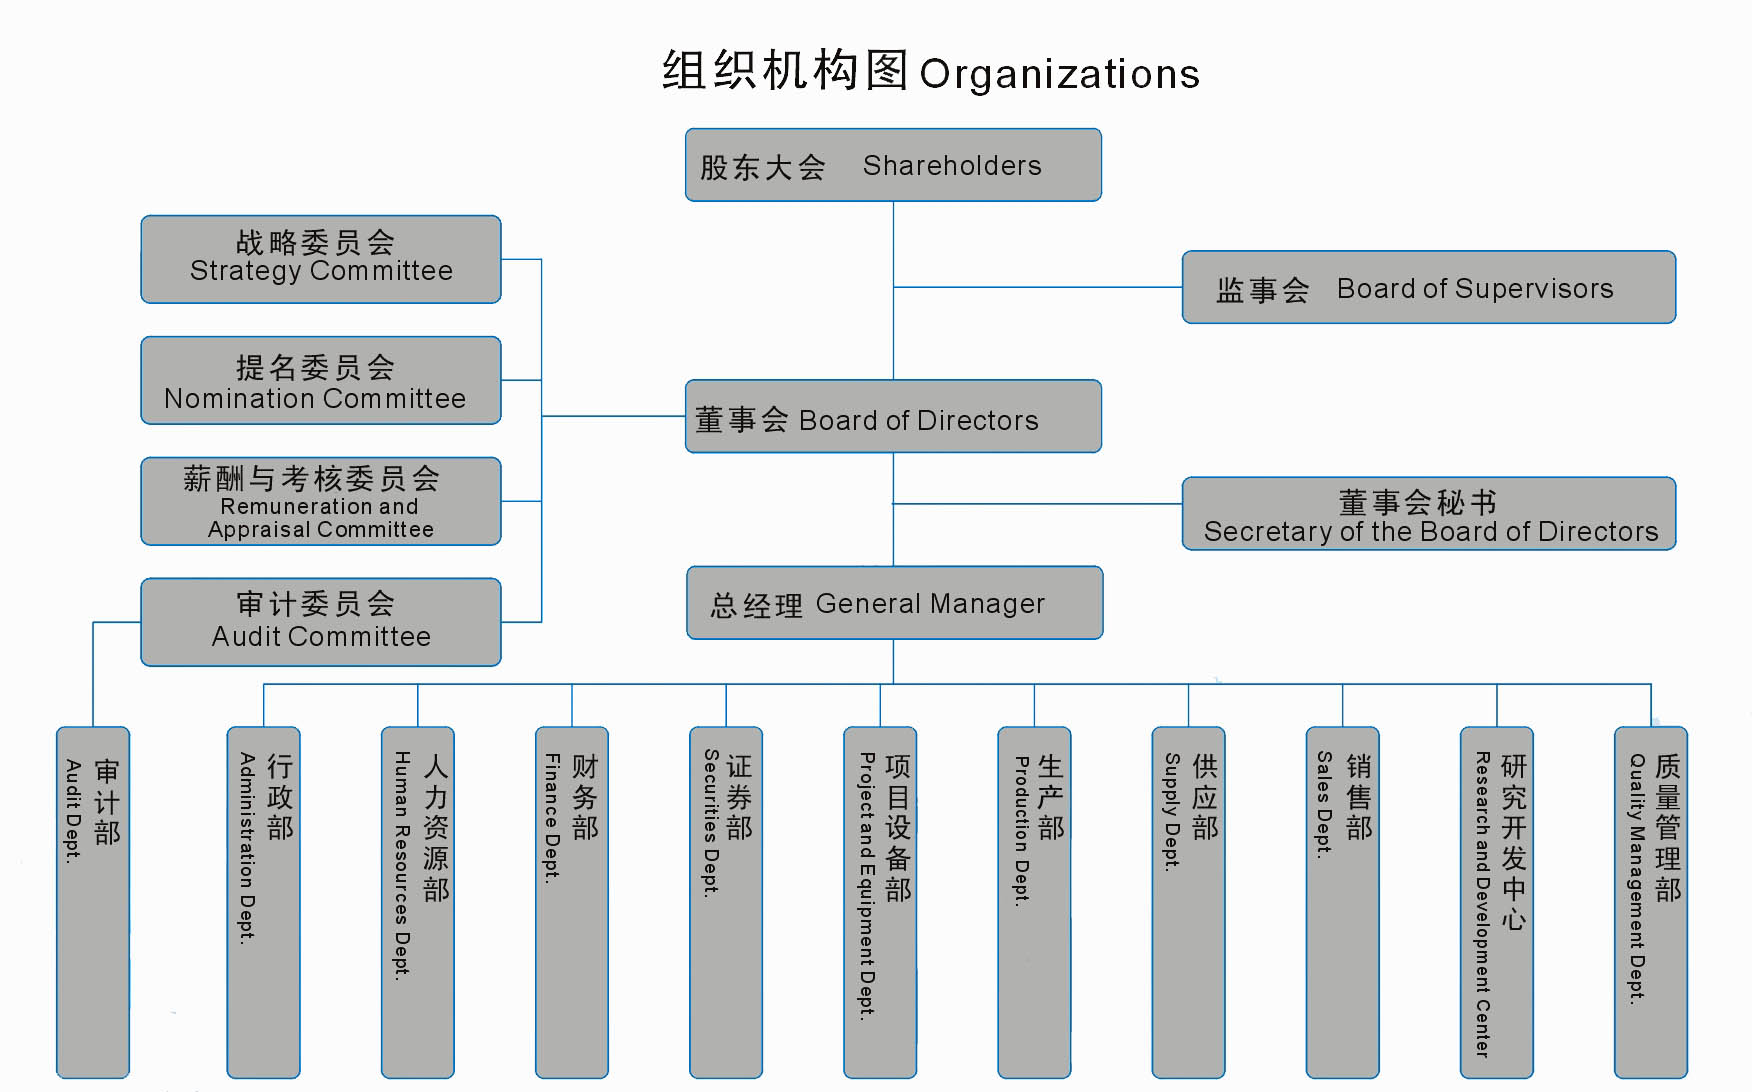 组织机构图 Organizations
股东大会 Shareholders
战略委员会
Strategy Committee
监事会 Board of Supervisors
提名委员会
Nomination Committee
董事会 Board of Directors
薪酬与考核委员会
Remuneration and
Appraisal Committee
董事会秘书
Secretary of the Board of Directors
审计委员会
Audit Committee
总经理 General Manager
审计部
Audit Dept.
行政部
Administration Dept.
人力资源部
Human Resources Dept.
财务部
Finance Dept.
证券部
Securities Dept.
项目设备部
Project and Equipment Dept.
生产部
Production Dept.
供应部
Supply Dept.
销售部
Sales Dept.
研究开发中心
Research and Development Center
质量管理部
Quality Management Dept.